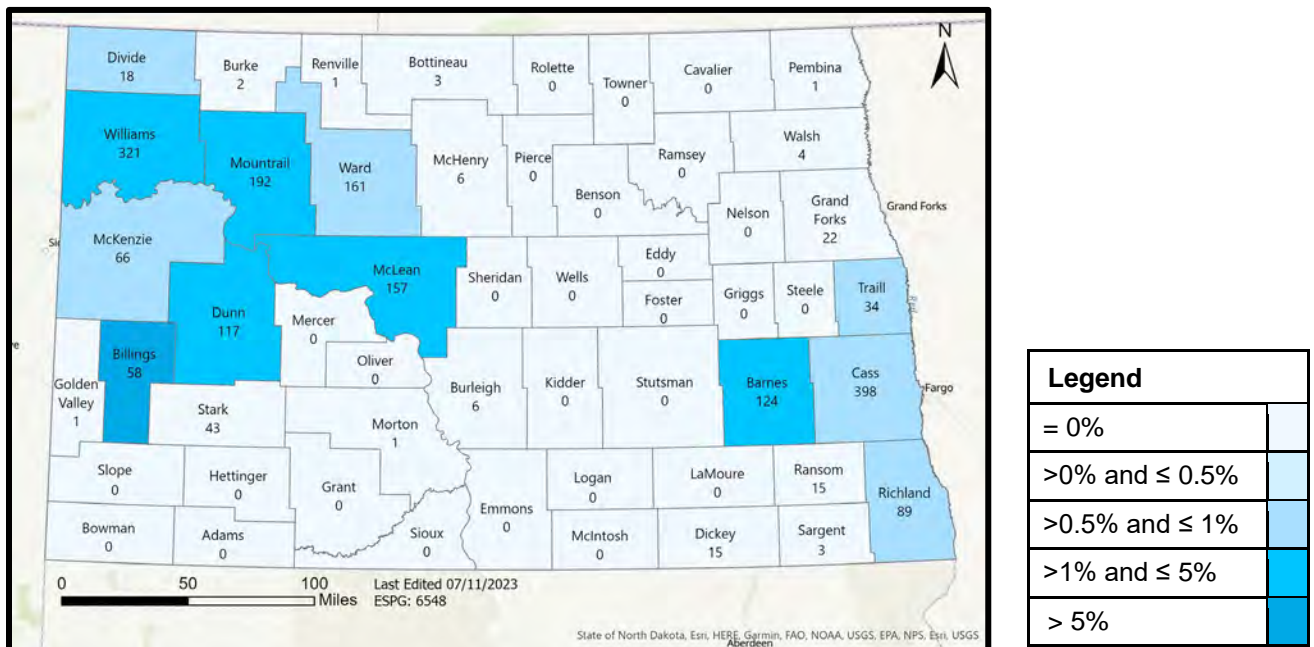 N
Divide
18
Burke
2
Renville
1
Bottineau
3
Rolette
0
Towner
0
Cavalier
0
Pembina
1
Williams
321
Mountrail
192
Ward
161
McHenry
6
Pierce
0
Benson
0
Ramsey
0
Walsh
4
Nelson
0
Grand
Forks
22
Grand Forks
McKenzie
66
Dunn
117
McLean
157
Mercer
0
Oliver
0
Sheridan
0
Wells
0
Eddy
0
Foster
0
Griggs
0
Steele
0
Traill
34
Red
Billings
58
Golden
Valley
1
Stark
43
Morton
1
Burleigh
6
Kidder
0
Stutsman
0
Barnes
124
Cass
398
Fargo
Slope
0
Hettinger
0
Grant
0
Bowman
0
Adams
0
Sioux
0
Emmons
0
Logan
0
McIntosh
0
LaMoure
0
Dickey
15
Ransom
15
Sargent
3
Richland
89
0 50 100
Miles
Last Edited 07/11/2023
ESPG: 6548
State of North Dakota, Esri, HERE, Garmin, FAO, NOAA, USGS, EPA, NPS, Esri, USGS
Aberdeen
Legend
= 0%
>0% and ≤ 0.5%
>0.5% and ≤ 1%
>1% and ≤ 5%
> 5%